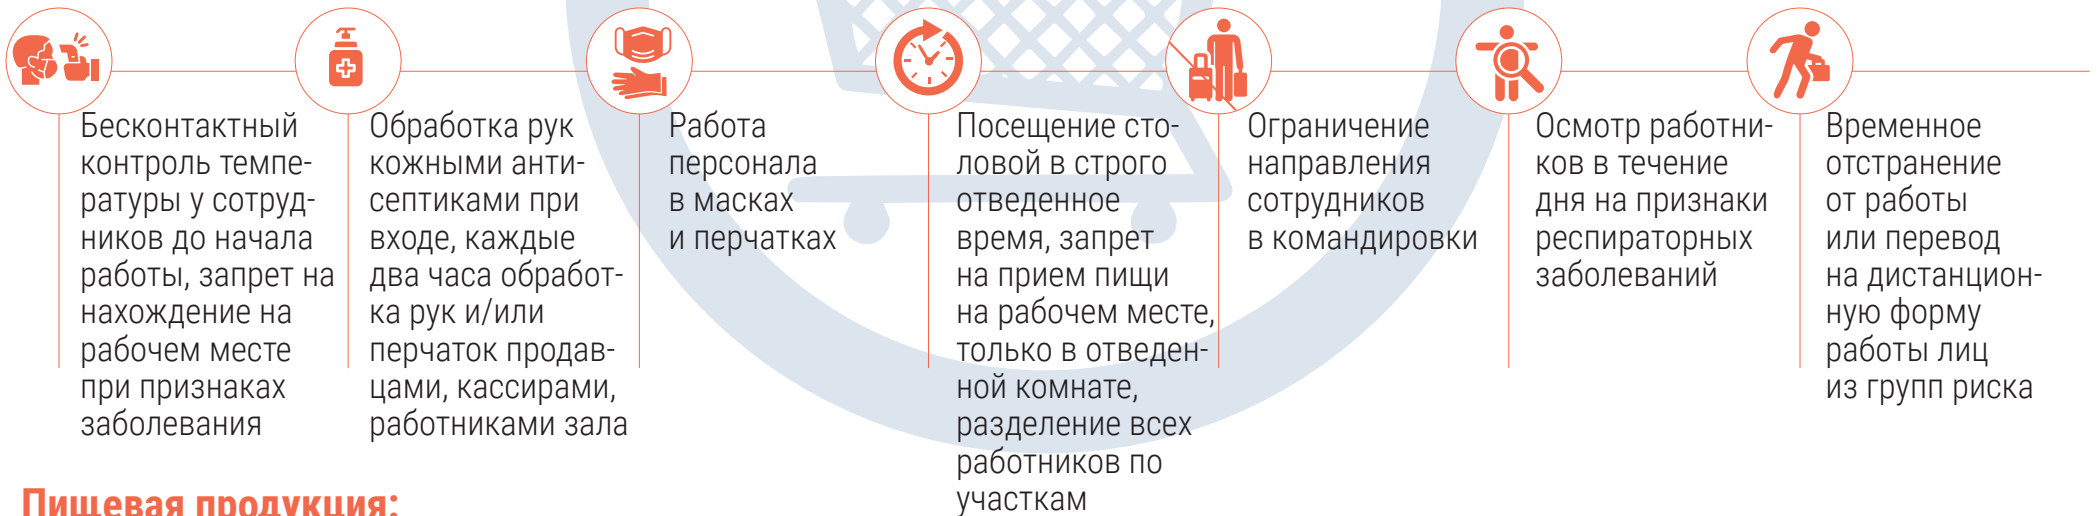 Бесконтактный
контроль темпе-
ратуры у сотруд-
ников до начала
работы, запрет на
нахождение на
рабочем месте
при признаках
заболевания
Обработка рук
кожными анти-
септиками при
входе, каждые
два часа обработ-
ка рук и/или
перчаток продав-
цами, кассирами,
работниками зала
Работа
персонала
в масках
и перчатках
Посещение сто-
ловой в строго
отведенное
время, запрет
на прием пищи
на рабочем месте,
только в отведен-
ной комнате,
разделение всех
работников по
участкам
Ограничение
направления
сотрудников
в командировки
Осмотр работни-
ков в течение
дня на признаки
респираторных
заболеваний
Временное
отстранение
от работы
или перевод
на дистанцион-
ную форму
работы лиц
из групп риска
Пищевая продукция: